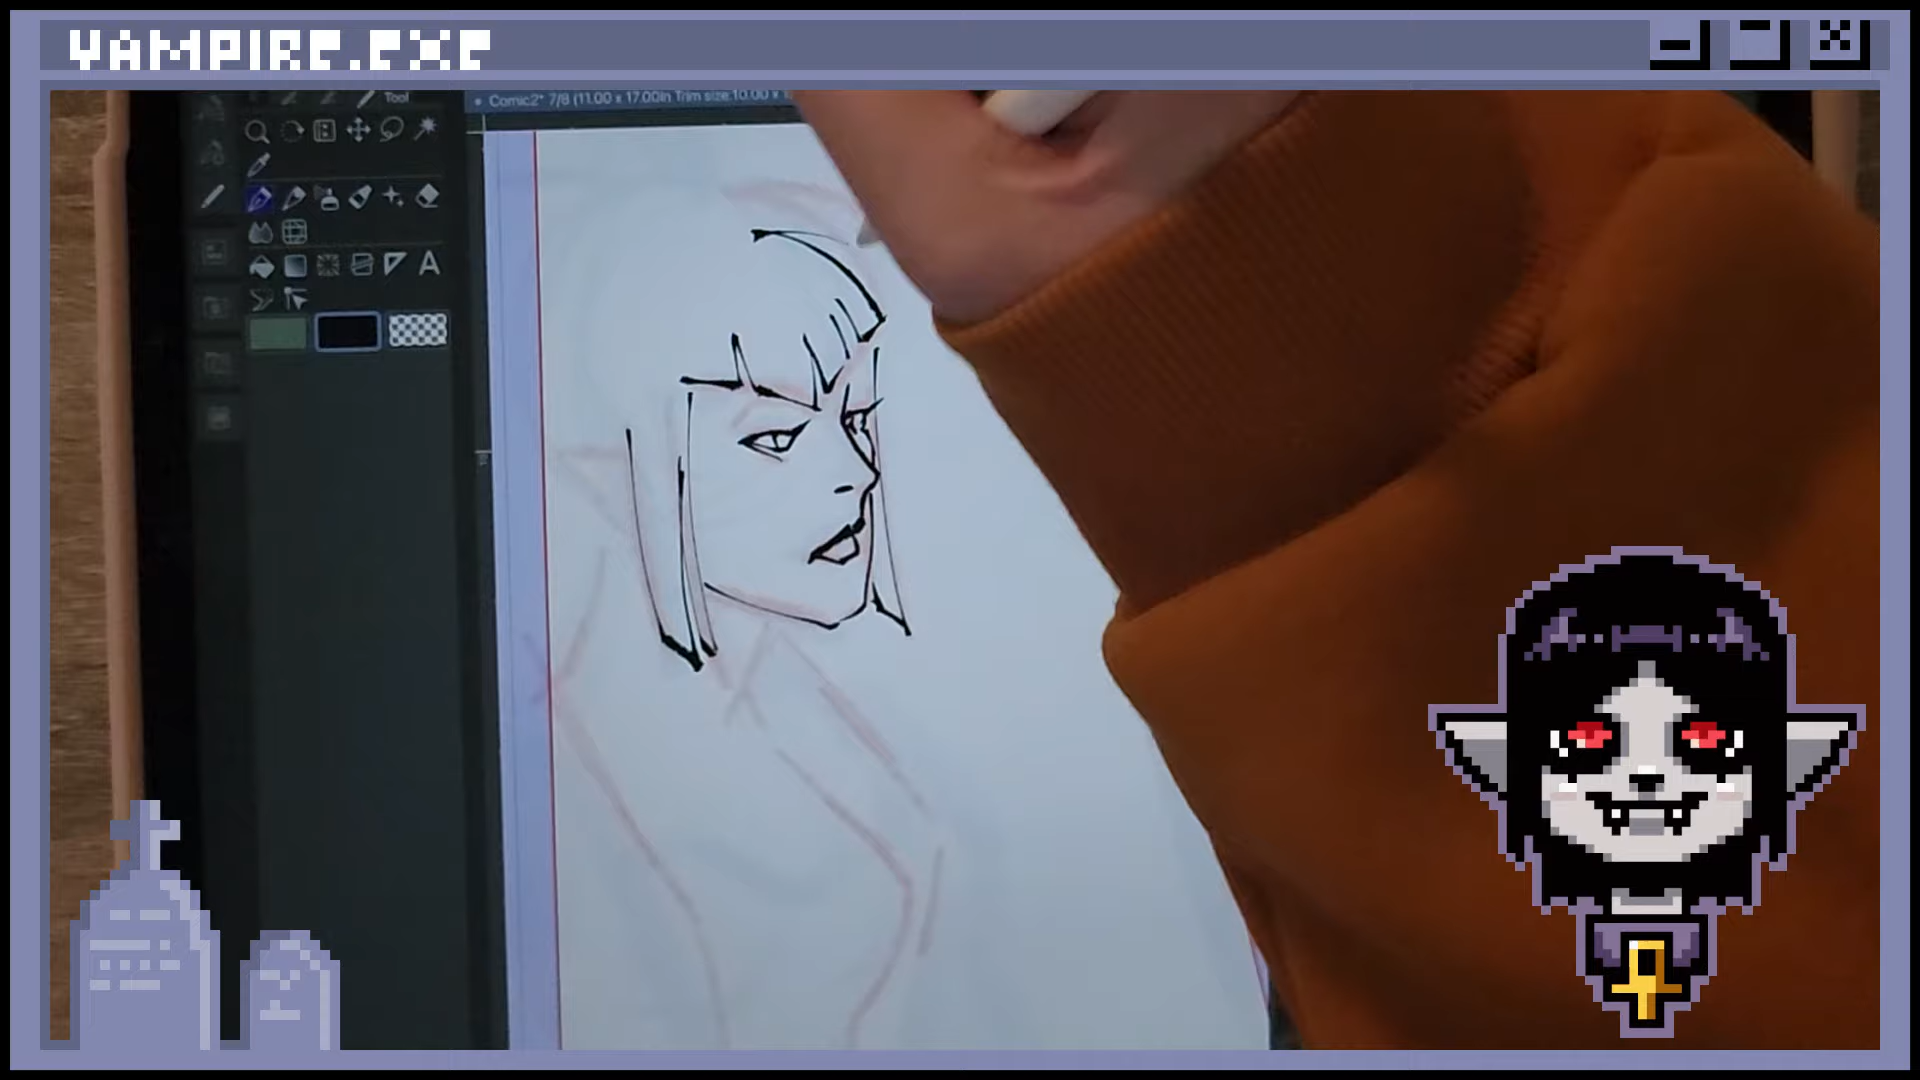 VAMPIRE.EXE
Tool
Comic2* 7/8 (11.00 x 17.00in Trim size:10.00 x
A